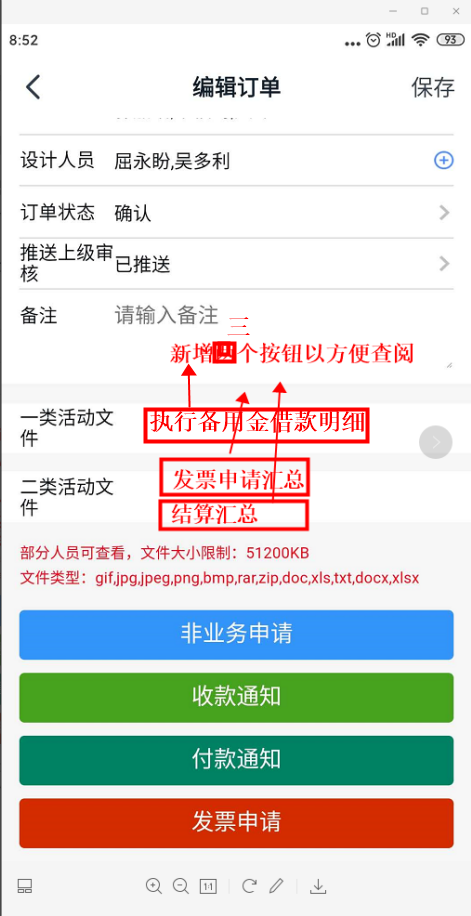 8:52
HD
93
编辑订单
保存
设计人员 屈永盼,吴多利
订单状态 确认
推送上级审
核
已推送
备注 请输入备注
三
新增四个按钮以方便查阅
一类活动文
件
执行备用金借款明细
发票申请汇总
二类活动文
件
结算汇总
部分人员可查看，文件大小限制：51200KB
文件类型：gif,jpg,jpeg,png,bmp,rar,zip,doc,xls,txt,docx,xlsx
非业务申请
收款通知
付款通知
发票申请
1:1